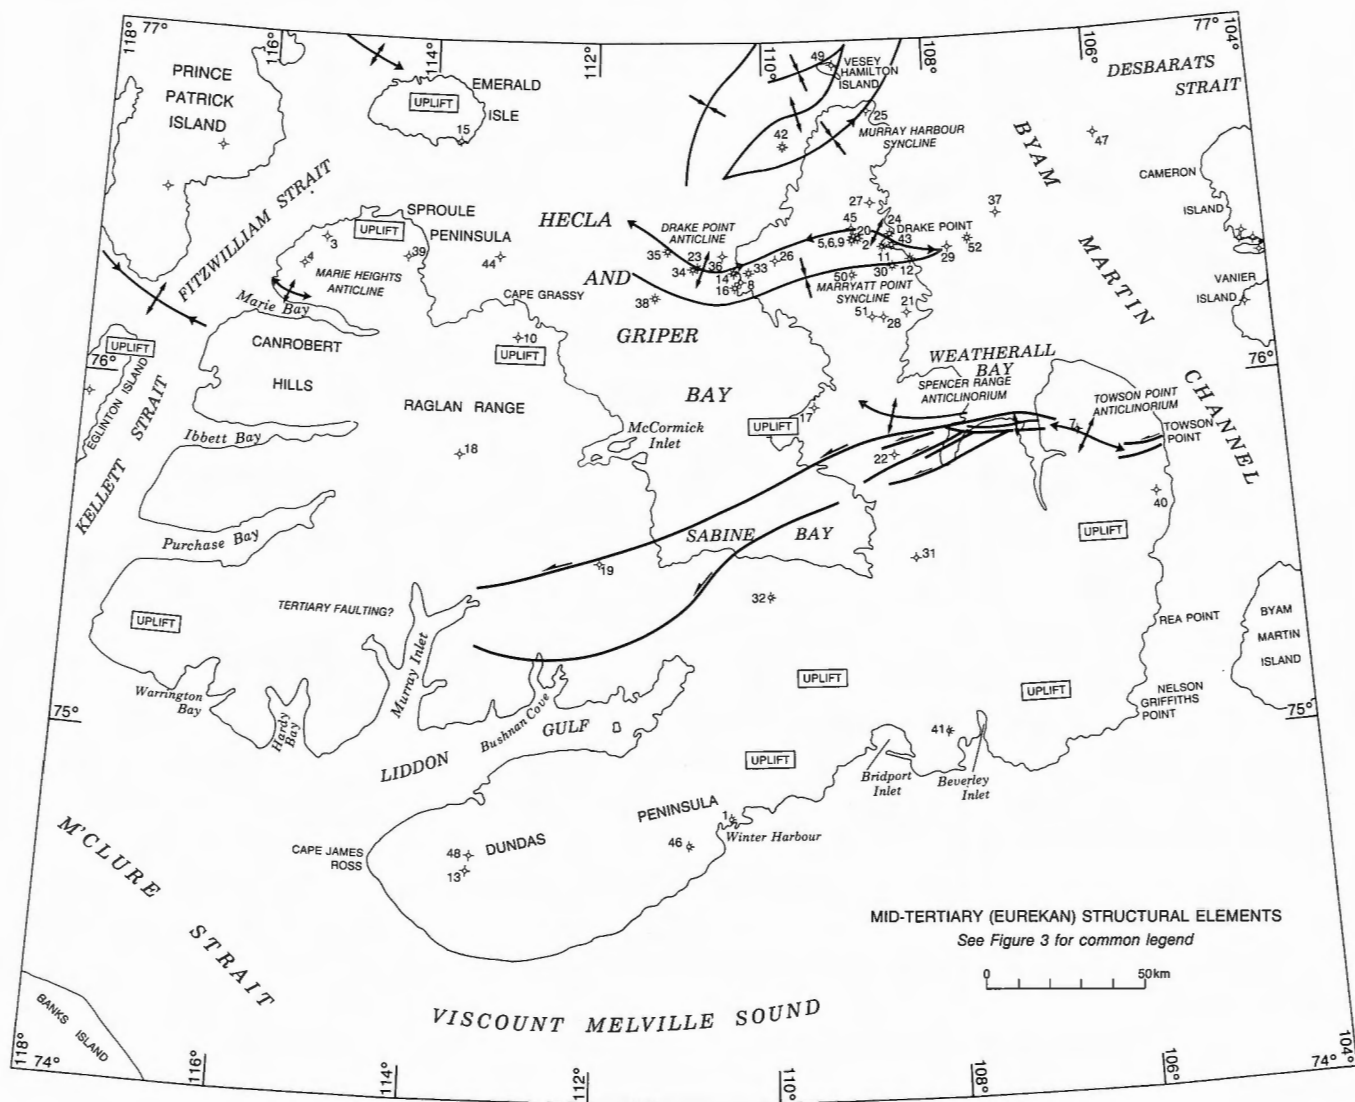 118°
77°
116°
114°
112°
110°
108°
106°
77°
104°
PRINCE
PATRICK
ISLAND
UPLIFT
EMERALD
ISLE
15
49
VESEY
HAMILTON
ISLAND
DESBARATS
STRAIT
25
42
MURRAY HARBOUR
SYNCLINE
47
BYAM
MARTIN
CHANNEL
CAMERON
ISLAND
VANIER
ISLAND
FITZWILLIAM STRAIT
SPROULE
PENINSULA
UPLIFT
3
4
39
44
MARIE HEIGHTS
ANTICLINE
Marie Bay
CAPE GRASSY
HECLA
AND
GRIPER
BAY
DRAKE POINT
ANTICLINE
35
23
34
36
14
16
33
8
26
38
27
45
24
DRAKE POINT
5,6,9
20
2
43
11
12
29
52
37
30
50
MARRYATT POINT
SYNCLINE
21
51
28
76°
UPLIFT
EGLINTON ISLAND
KELLETT STRAIT
CANROBERT
HILLS
10
UPLIFT
RAGLAN RANGE
18
Ibbett Bay
McCormick
Inlet
UPLIFT
17
WEATHERALL
BAY
SPENCER RANGE
ANTICLINORIUM
7
TOWSON POINT
ANTICLINORIUM
TOWSON
POINT
76°
22
40
UPLIFT
Purchase Bay
SABINE BAY
19
31
32
TERTIARY FAULTING?
UPLIFT
REA POINT
BYAM
MARTIN
ISLAND
Warrington
Bay
Hardy
Bay
Murray Inlet
Bushnan Cove
LIDDON
GULF
UPLIFT
UPLIFT
NELSON
GRIFFITHS
POINT
75°
75°
41
UPLIFT
Bridport
Inlet
Beverley
Inlet
PENINSULA
1
Winter Harbour
46
DUNDAS
48
13
CAPE JAMES
ROSS
M'CLURE
STRAIT
MID-TERTIARY (EUREKAN) STRUCTURAL ELEMENTS
See Figure 3 for common legend
0
50km
VISCOUNT MELVILLE SOUND
BANKS
ISLAND
118°
74°
116°
114°
112°
110°
108°
106°
74°
104°